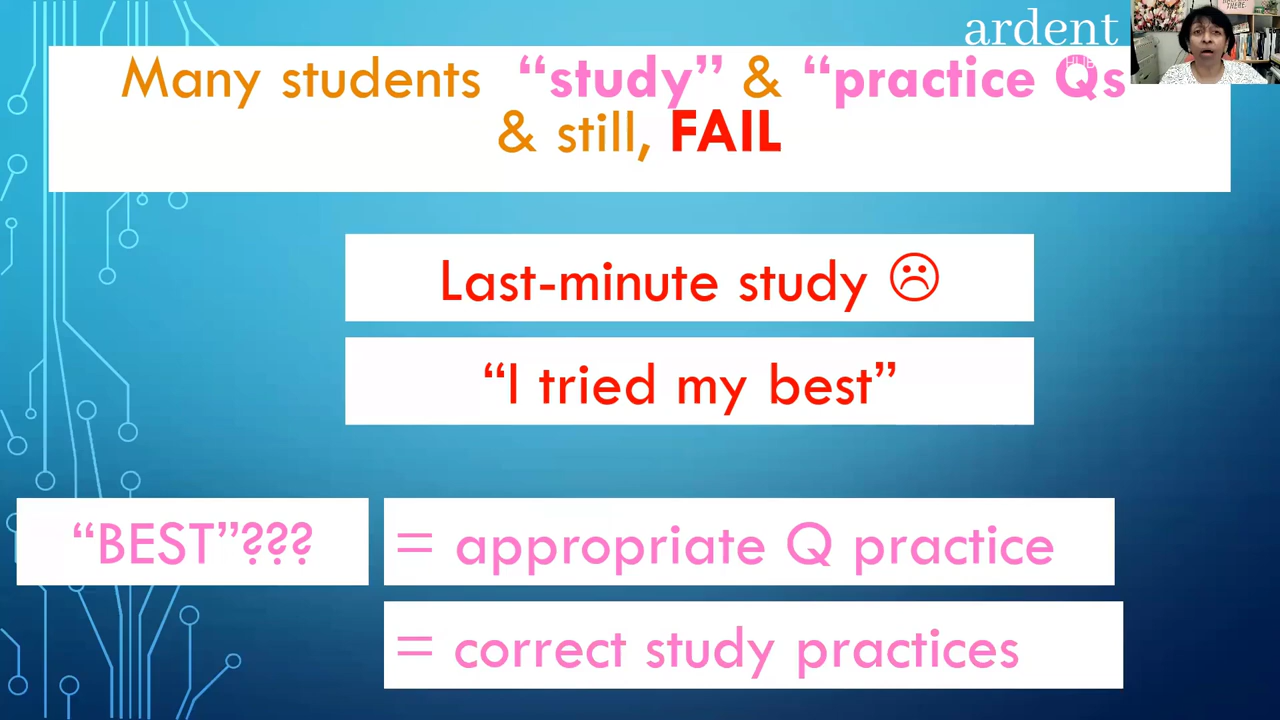 ardent
HUB
Many students “study” & “practice Qs
& still, FAIL
Last-minute study ☹
“I tried my best”
“BEST”???
= appropriate Q practice
= correct study practices